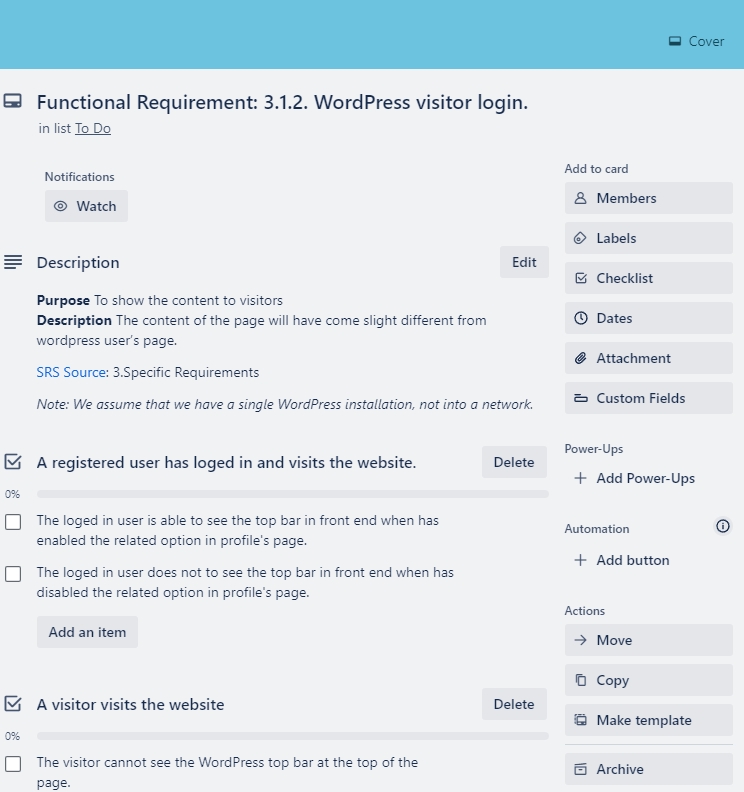 Cover
Functional Requirement: 3.1.2. WordPress visitor login.
in list To Do
Notifications
Watch
Description
Edit
Purpose To show the content to visitors
Description The content of the page will have come slight different from
wordpress user's page.
SRS Source: 3.Specific Requirements
Note: We assume that we have a single WordPress installation, not into a network.
A registered user has loged in and visits the website.
Delete
0%
The loged in user is able to see the top bar in front end when has
enabled the related option in profile's page.
The loged in user does not to see the top bar in front end when has
disabled the related option in profile's page.
Add an item
A visitor visits the website
Delete
0%
The visitor cannot see the WordPress top bar at the top of the
page.
Add to card
Members
Labels
Checklist
Dates
Attachment
Custom Fields
Power-Ups
Add Power-Ups
Automation
Add button
Actions
Move
Copy
Make template
Archive